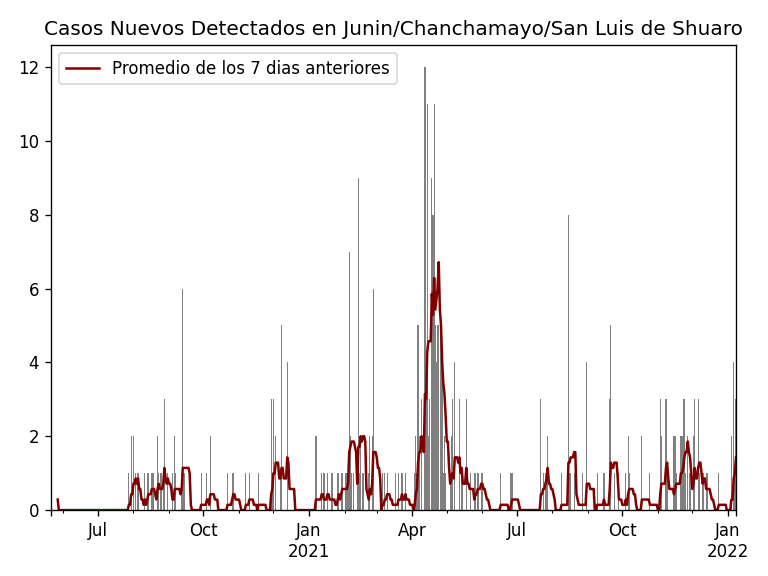 Casos Nuevos Detectados en Junin/Chanchamayo/San Luis de Shuaro
Promedio de los 7 dias anteriores
12
10
8
6
4
2
0
Jul
Oct
Jan
2021
Apr
Jul
Oct
Jan
2022